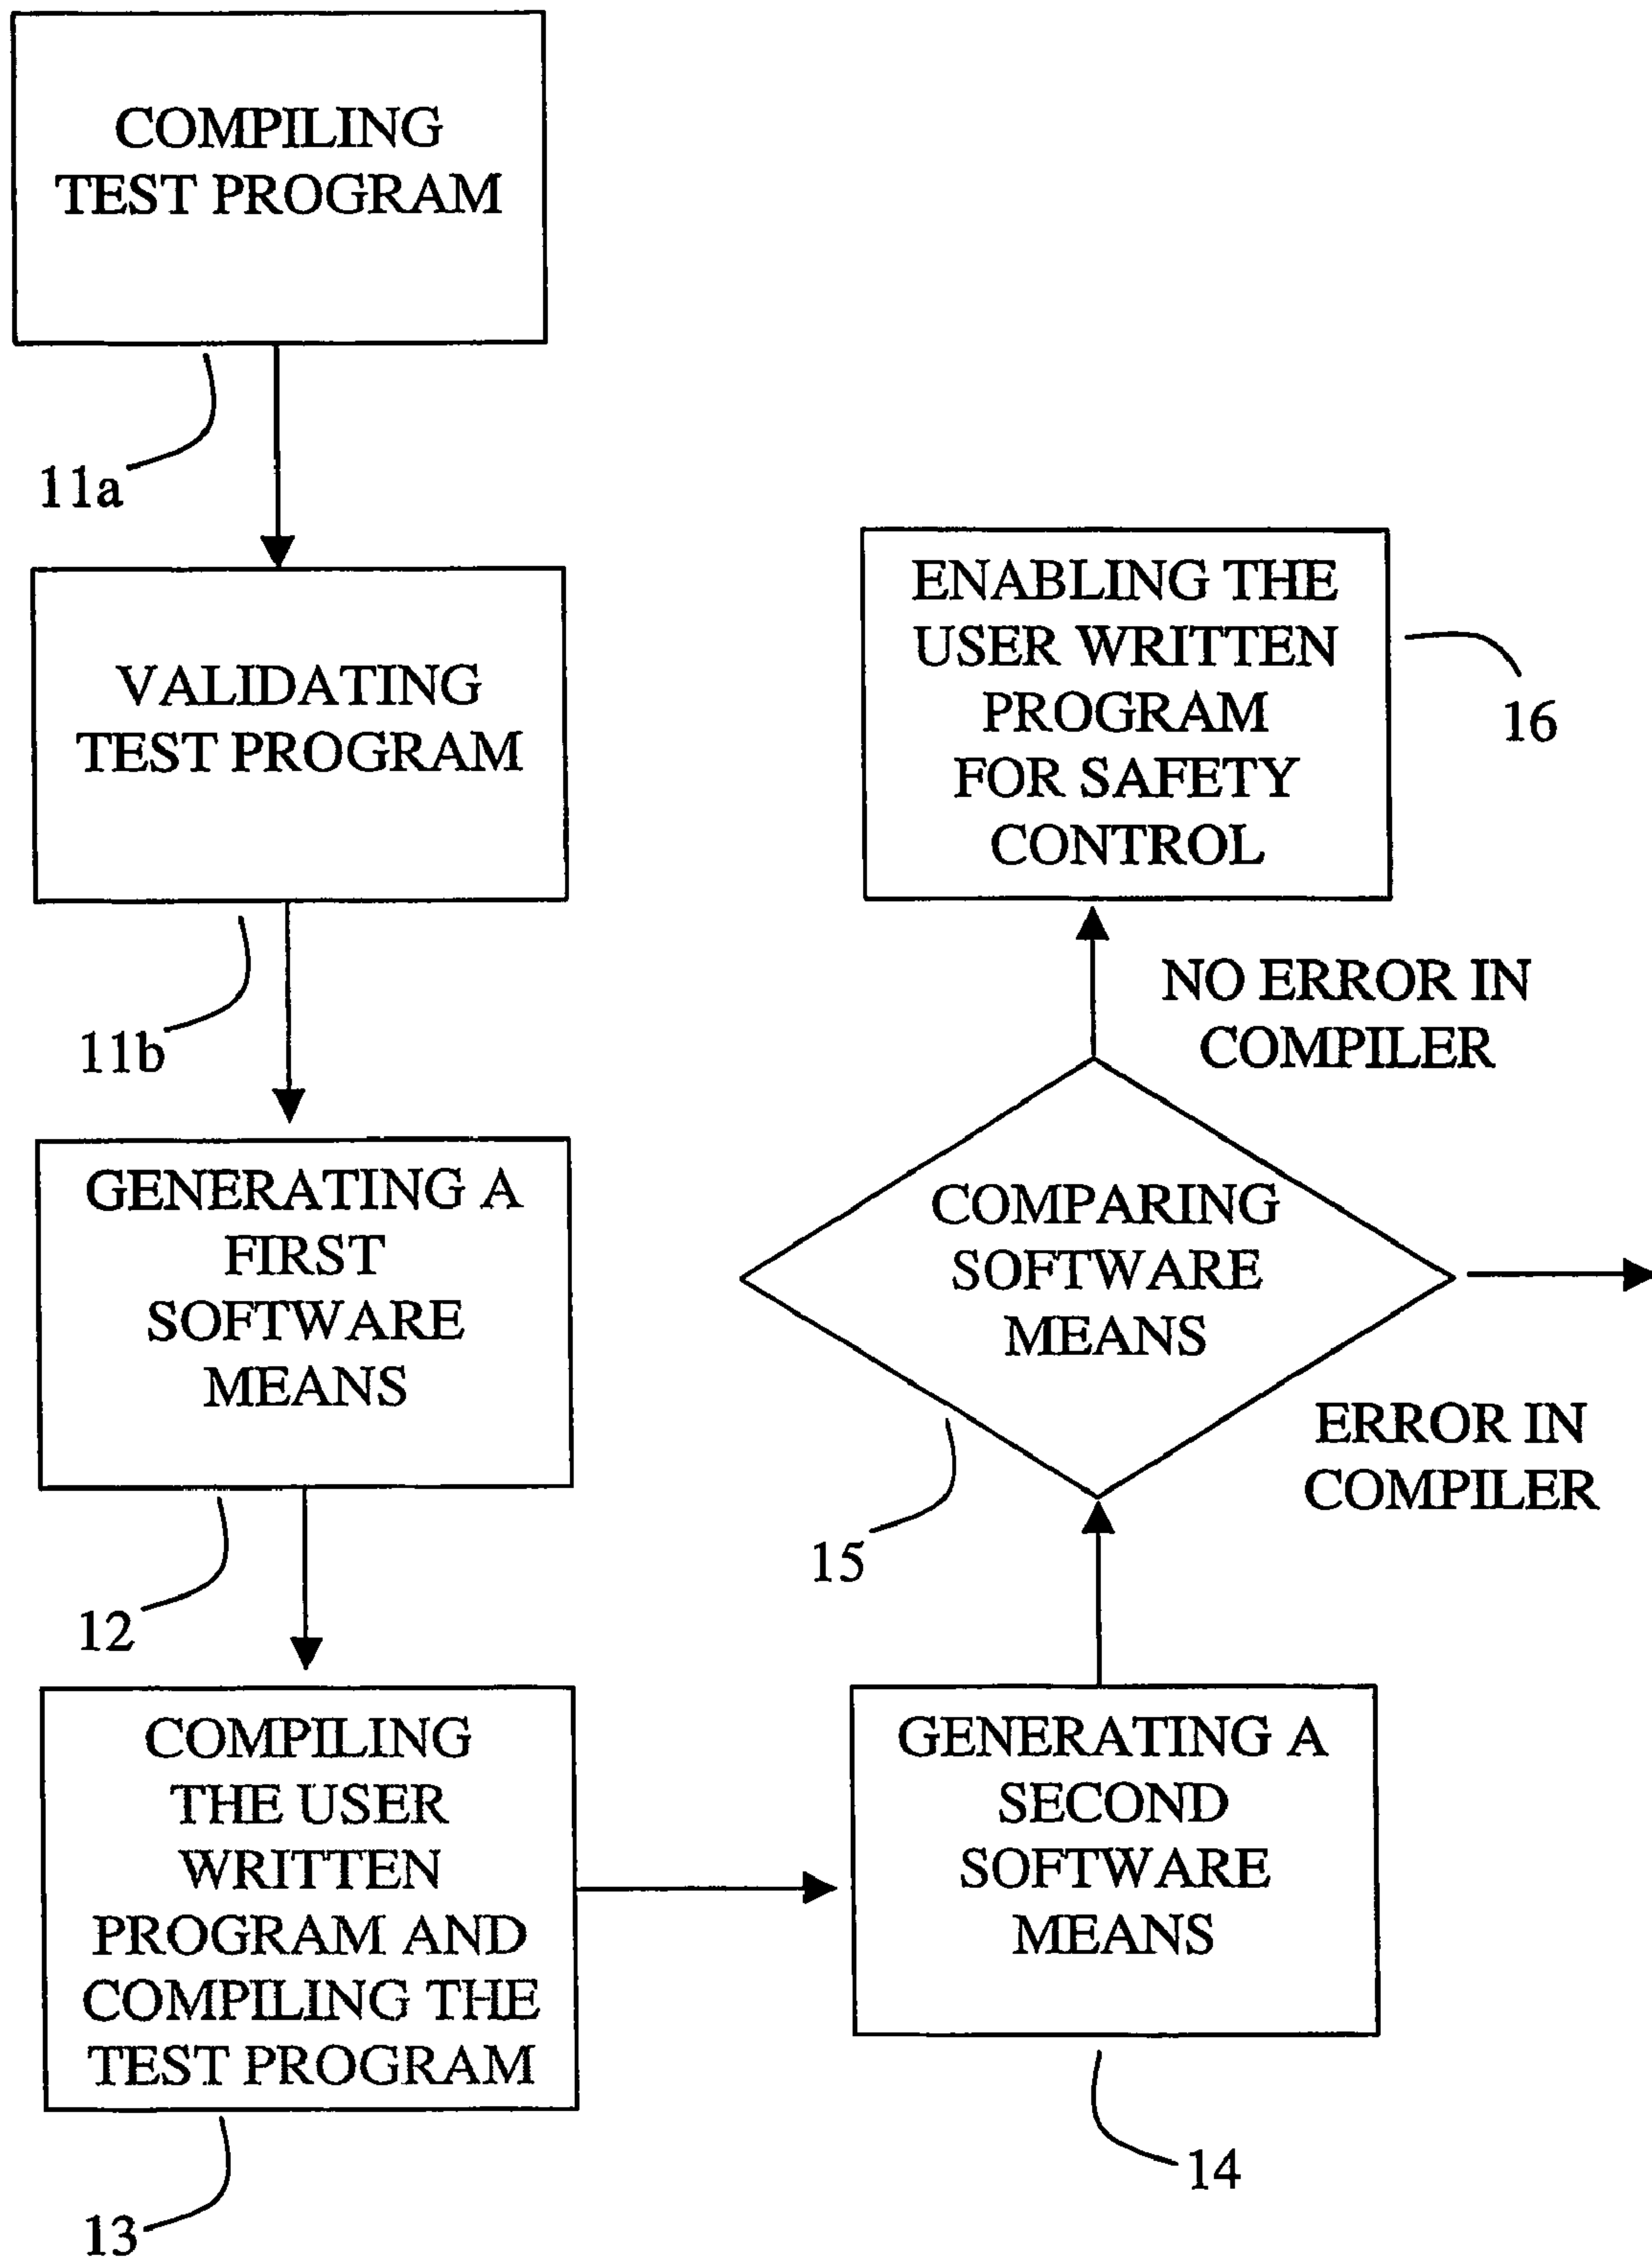 COMPILING
TEST PROGRAM
11a
VALIDATING
TEST PROGRAM
11b
GENERATING A
FIRST
SOFTWARE
MEANS
12
COMPILING
THE USER
WRITTEN
PROGRAM AND
COMPILING THE
TEST PROGRAM
13
GENERATING A
SECOND
SOFTWARE
MEANS
14
COMPARING
SOFTWARE
MEANS
15
ERROR IN
COMPILER
NO ERROR IN
COMPILER
ENABLING THE
USER WRITTEN
PROGRAM
FOR SAFETY
CONTROL
16